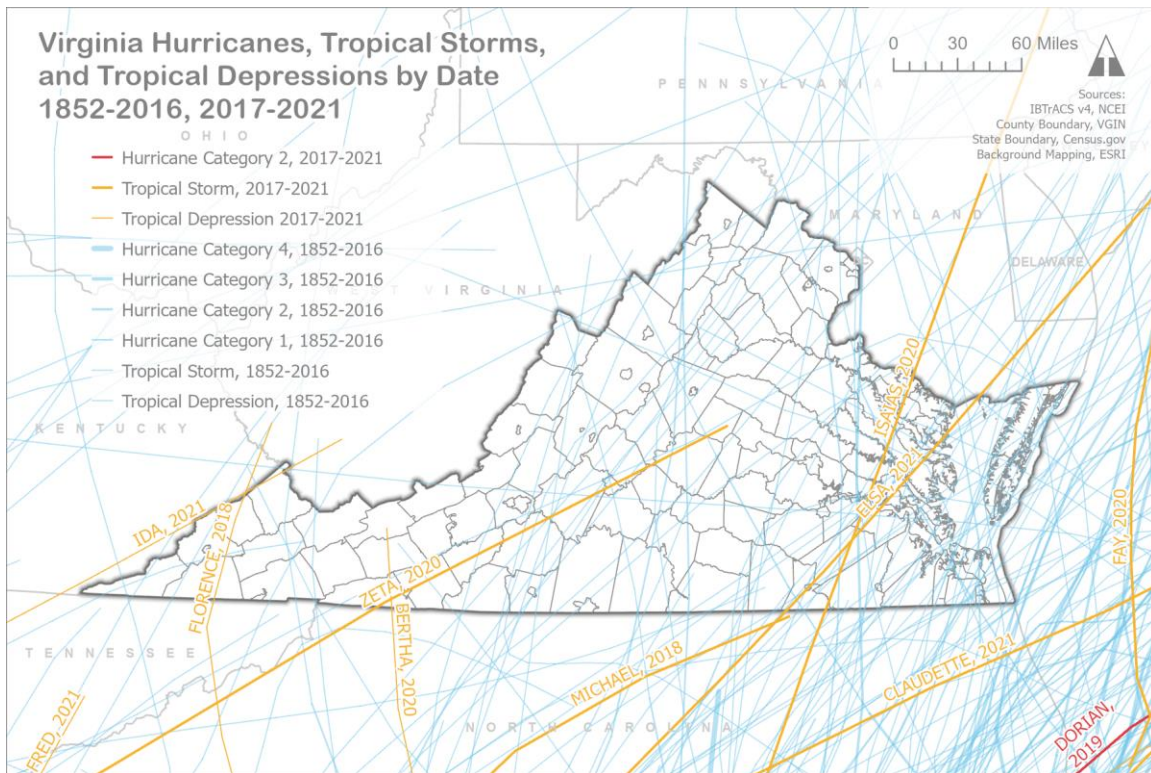 Virginia Hurricanes, Tropical Storms,
and Tropical Depressions by Date
1852-2016, 2017-2021
0 30 60 Miles
Sources:
IBTrACS v4, NCEI
County Boundary, VGIN
State Boundary, Census.gov
Background Mapping, ESRI
PENNSYLVANIA
OHIO
Hurricane Category 2, 2017-2021
Tropical Storm, 2017-2021
Tropical Depression 2017-2021
Hurricane Category 4, 1852-2016
Hurricane Category 3, 1852-2016
Hurricane Category 2, 1852-2016
Hurricane Category 1, 1852-2016
Tropical Storm, 1852-2016
Tropical Depression, 1852-2016
MARYLAND
DELAWARE
VIRGINIA
KENTUCKY
ISAIAS, 2020
ELSA, 2021
FAY, 2020
IDA, 2021
FLORENCE, 2018
ZETA, 2020
BERTHA, 2020
TENNESSEE
MICHAEL, 2018
CLAUDETTE, 2021
NORTH CAROLINA
FRED, 2021
DORIAN,
2019